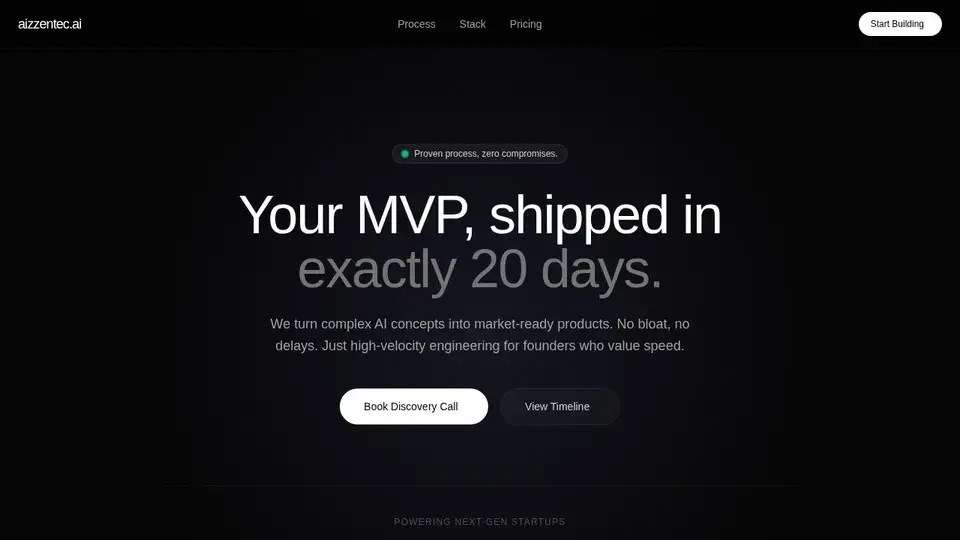 aizzentec.ai
Process Stack Pricing
Start Building
Proven process, zero compromises.
Your MVP, shipped in
exactly 20 days.
We turn complex AI concepts into market-ready products. No bloat, no
delays. Just high-velocity engineering for founders who value speed.
Book Discovery Call
View Timeline
POWERING NEXT-GEN STARTUPS